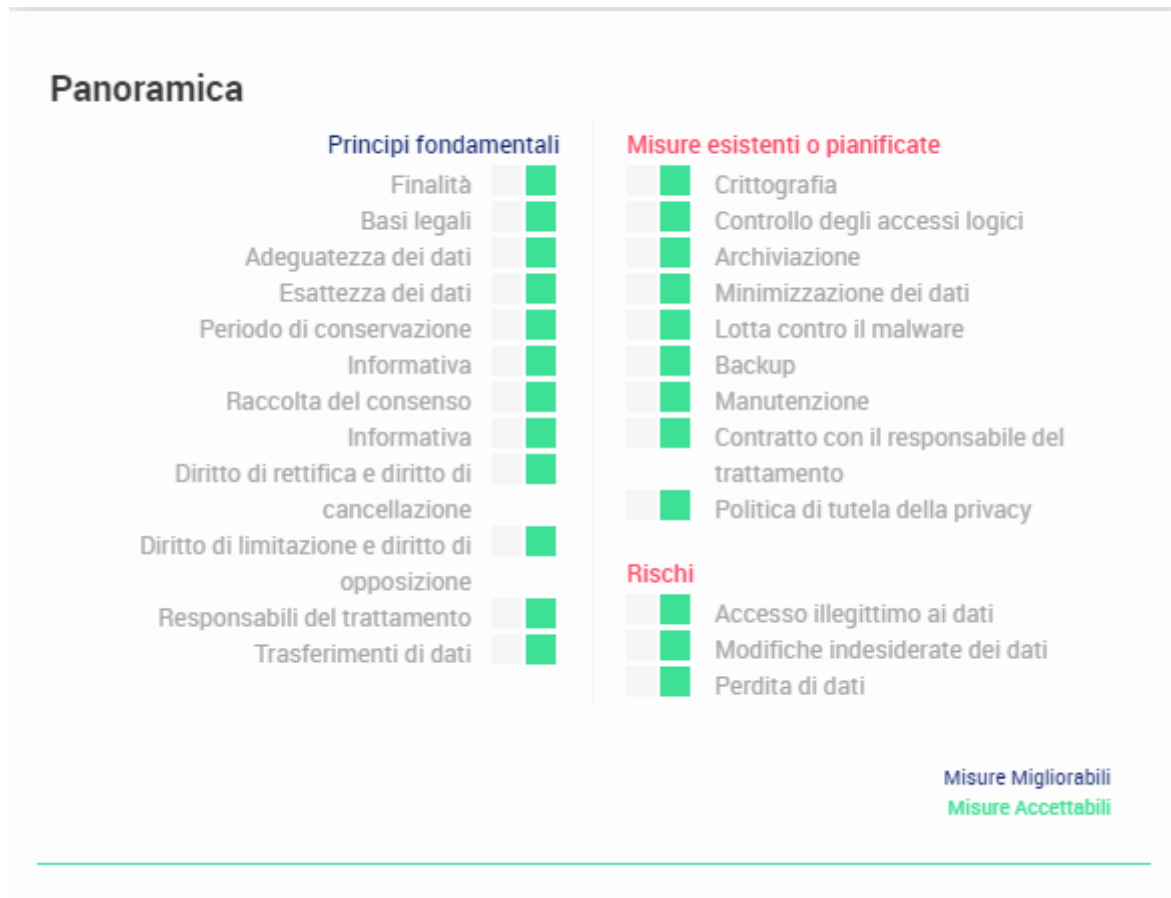 Panoramica
Principi fondamentali
Finalità
Basi legali
Adeguatezza dei dati
Esattezza dei dati
Periodo di conservazione
Informativa
Raccolta del consenso
Informativa
Diritto di rettifica e diritto di
cancellazione
Diritto di limitazione e diritto di
opposizione
Responsabili del trattamento
Trasferimenti di dati
Misure esistenti o pianificate
Crittografia
Controllo degli accessi logici
Archiviazione
Minimizzazione dei dati
Lotta contro il malware
Backup
Manutenzione
Contratto con il responsabile del
trattamento
Politica di tutela della privacy
Rischi
Accesso illegittimo ai dati
Modifiche indesiderate dei dati
Perdita di dati
Misure Migliorabili
Misure Accettabili